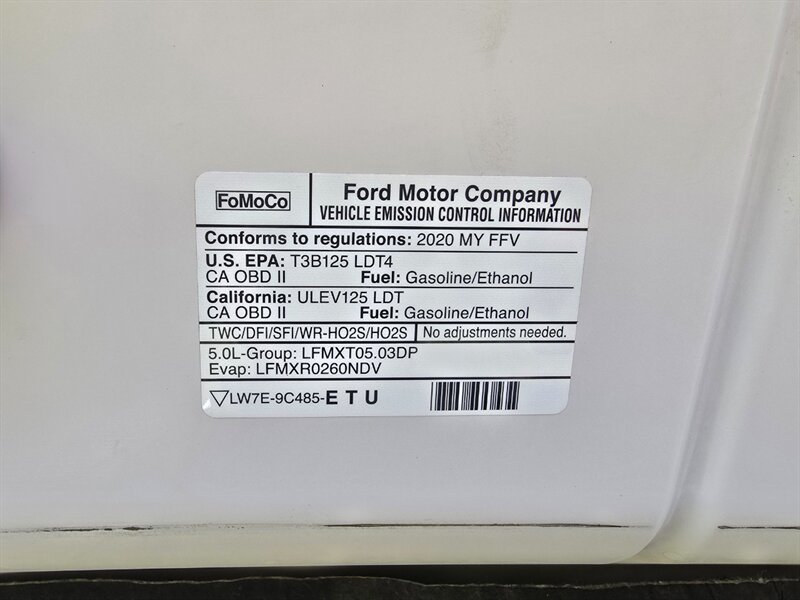 FoMoCo
Ford Motor Company
VEHICLE EMISSION CONTROL INFORMATION
Conforms to regulations: 2020 MY FFV
U.S. EPA: T3B125 LDT4
CA OBD II Fuel: Gasoline/Ethanol
California: ULEV125 LDT
CA OBD II Fuel: Gasoline/Ethanol
TWC/DFI/SFI/WR-HO2S/HO2S No adjustments needed.
5.0L-Group: LFMXT05.03DP
Evap: LFMXR0260NDV
LW7E-9C485-E T U